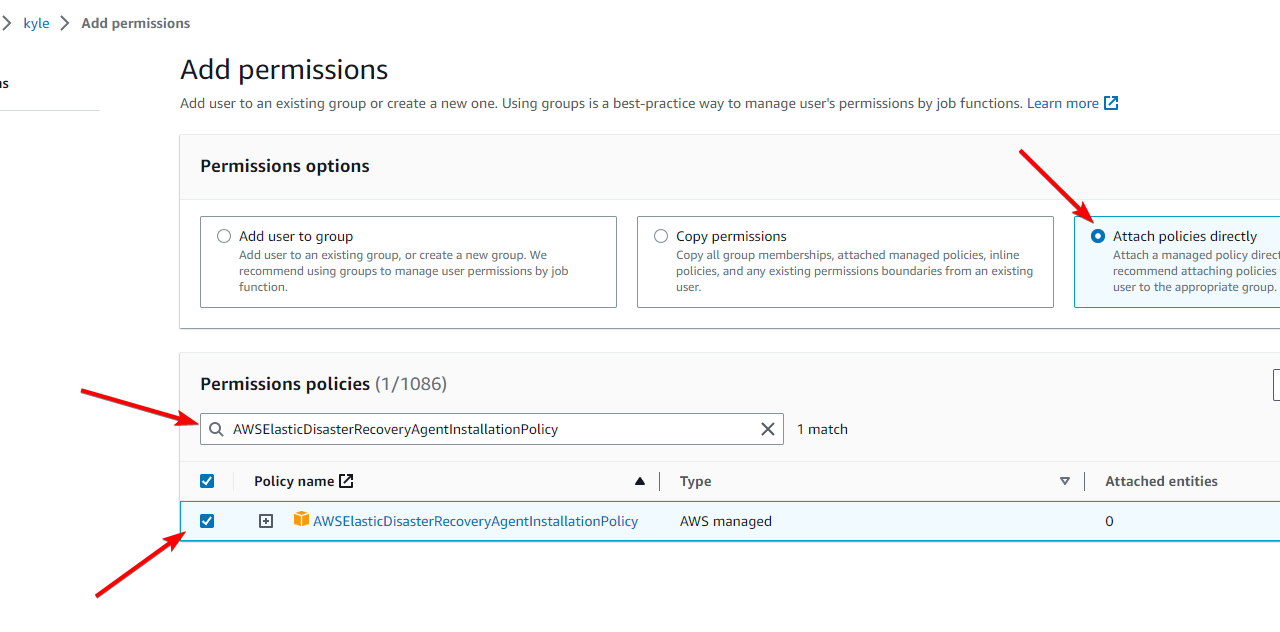 kyle Add permissions
ns
Add permissions
Add user to an existing group or create a new one. Using groups is a best-practice way to manage user's permissions by job functions. Learn more
Permissions options
Add user to group
Add user to an existing group, or create a new group. We
recommend using groups to manage user permissions by job
function.
Copy permissions
Copy all group memberships, attached managed policies, inline
policies, and any existing permissions boundaries from an existing
user.
Attach policies directly
Attach a managed policy direct
recommend attaching policies
user to the appropriate group.
Permissions policies (1/1086)
AWSElasticDisasterRecoveryAgentInstallationPolicy
1 match
Policy name Type Attached entities
AWSElasticDisasterRecoveryAgentInstallationPolicy AWS managed 0